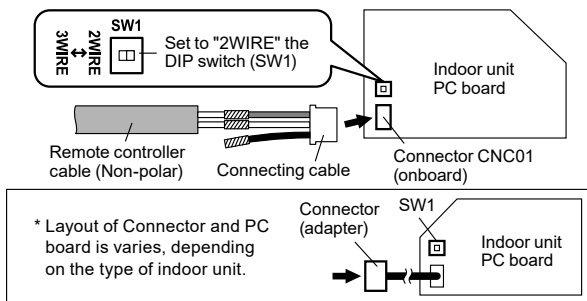 SW1
3WIRE ↔ 2WIRE
Set to "2WIRE" the
DIP switch (SW1)
Indoor unit
PC board
Remote controller
cable (Non-polar)
Connecting cable
Connector CNC01
(onboard)
* Layout of Connector and PC
board is varies, depending
on the type of indoor unit.
Connector
(adapter)
SW1
Indoor unit
PC board